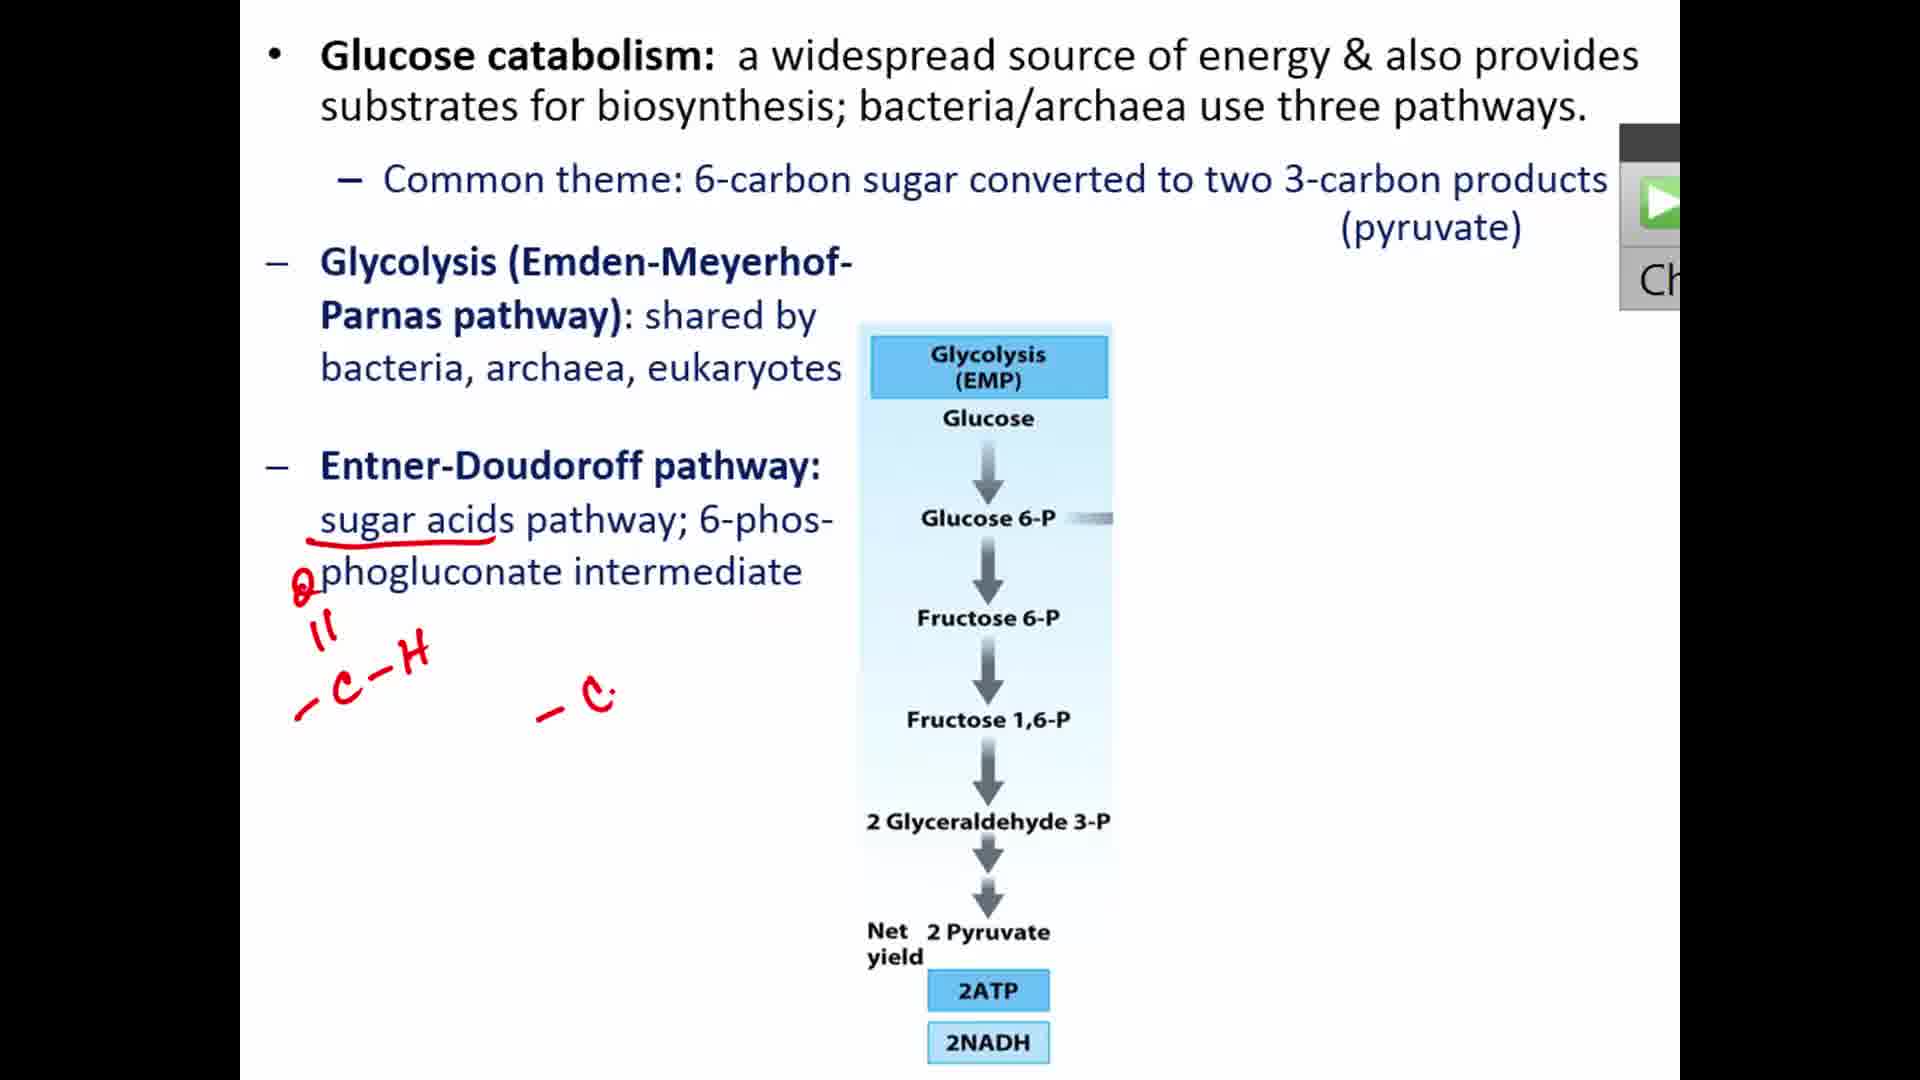 • Glucose catabolism: a widespread source of energy & also provides
substrates for biosynthesis; bacteria/archaea use three pathways.
– Common theme: 6-carbon sugar converted to two 3-carbon products
(pyruvate)
– Glycolysis (Emden-Meyerhof-
Parnas pathway): shared by
bacteria, archaea, eukaryotes
– Entner-Doudoroff pathway:
sugar acids pathway; 6-phos-
phogluconate intermediate
O
||
– C – H
– C
Glycolysis
(EMP)
Glucose
Glucose 6-P
Fructose 6-P
Fructose 1,6-P
2 Glyceraldehyde 3-P
Net 2 Pyruvate
yield
2ATP
2NADH
Ch